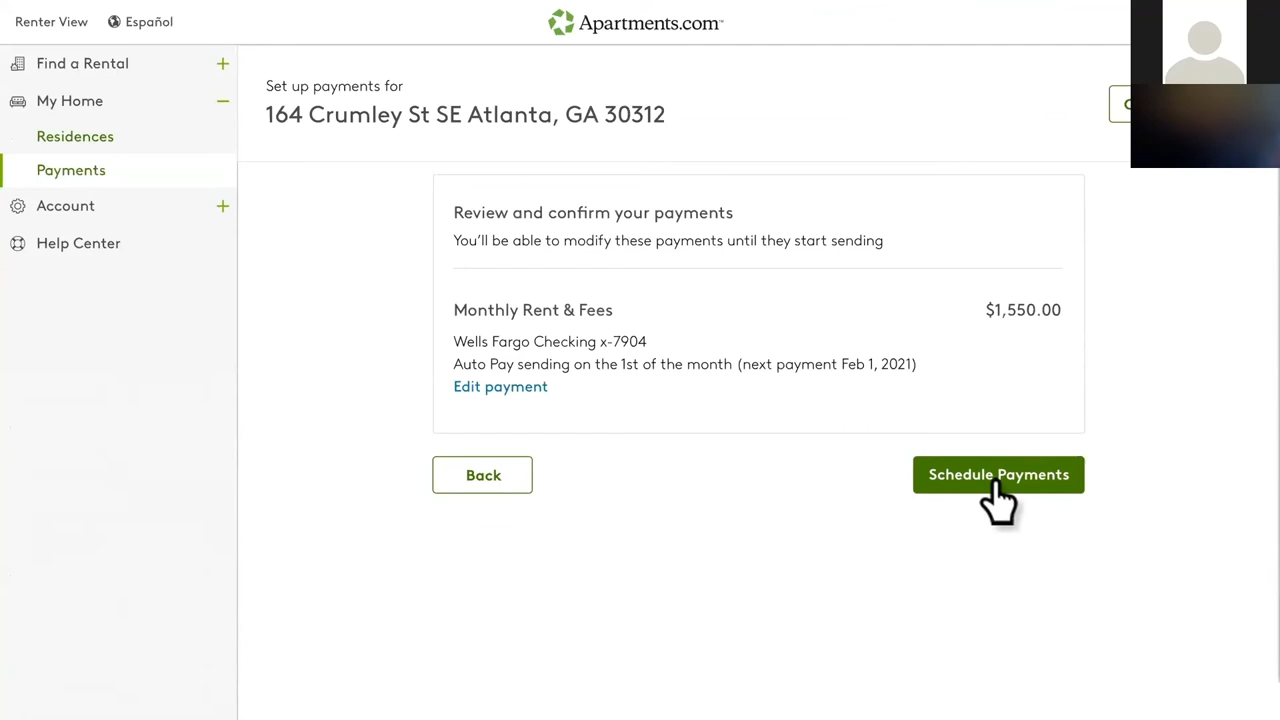 Renter View
Español
Apartments.com™
Find a Rental
My Home
Residences
Payments
Account
Help Center
Set up payments for
164 Crumley St SE Atlanta, GA 30312
Review and confirm your payments
You'll be able to modify these payments until they start sending
Monthly Rent & Fees $1,550.00
Wells Fargo Checking x-7904
Auto Pay sending on the 1st of the month (next payment Feb 1, 2021)
Edit payment
Back
Schedule Payments